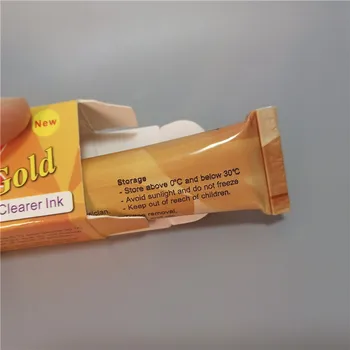 New
Gold
Clearer Ink
Storage
- Store above 0°C and below 30℃
- Avoid sunlight and do not freeze
- Keep out of reach of children.
removal.